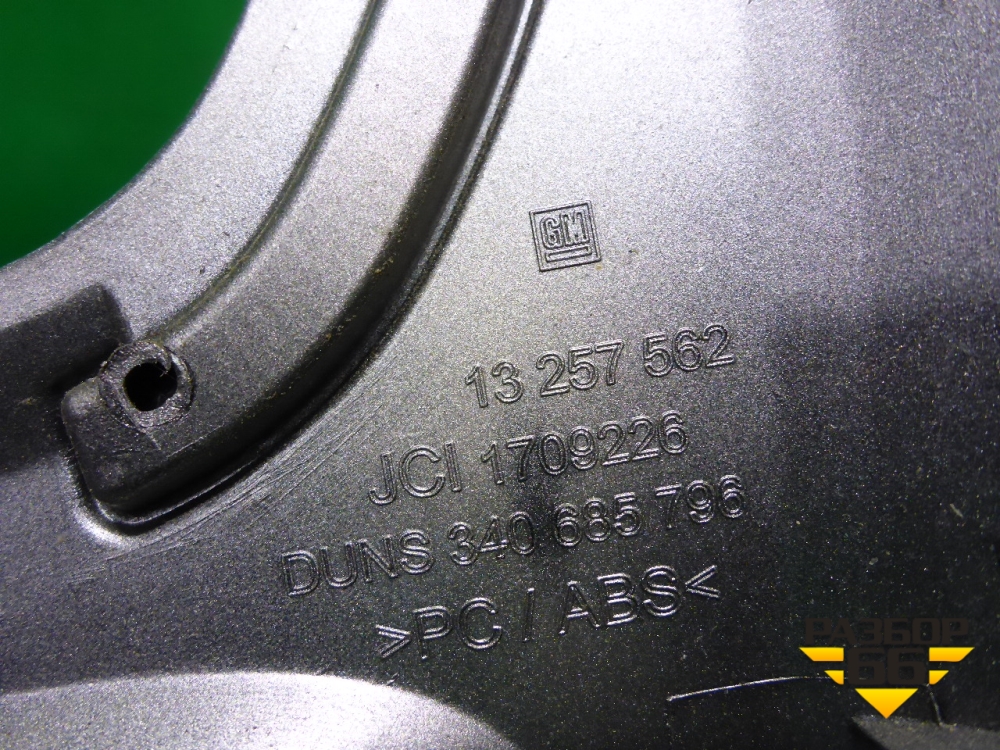 GM
13 257 562
JCI 1709226
DUNS 340 685 796
>PC / ABS<
РАЗБОР
66